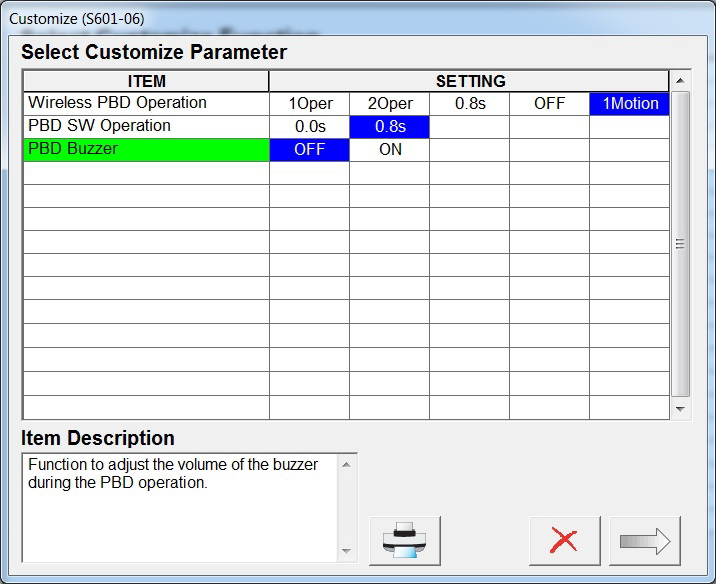 Customize (S601-06)
Select Customize Parameter
ITEM SETTING
Wireless PBD Operation 1Oper 2Oper 0.8s OFF 1Motion
PBD SW Operation 0.0s 0.8s
PBD Buzzer OFF ON
Item Description
Function to adjust the volume of the buzzer
during the PBD operation.